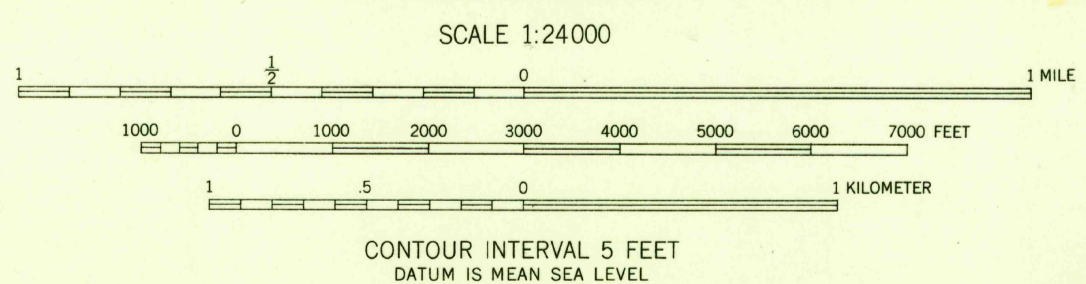 SCALE 1:24000
1 1/2 0 1 MILE
1000 0 1000 2000 3000 4000 5000 6000 7000 FEET
1 .5 0 1 KILOMETER
CONTOUR INTERVAL 5 FEET
DATUM IS MEAN SEA LEVEL